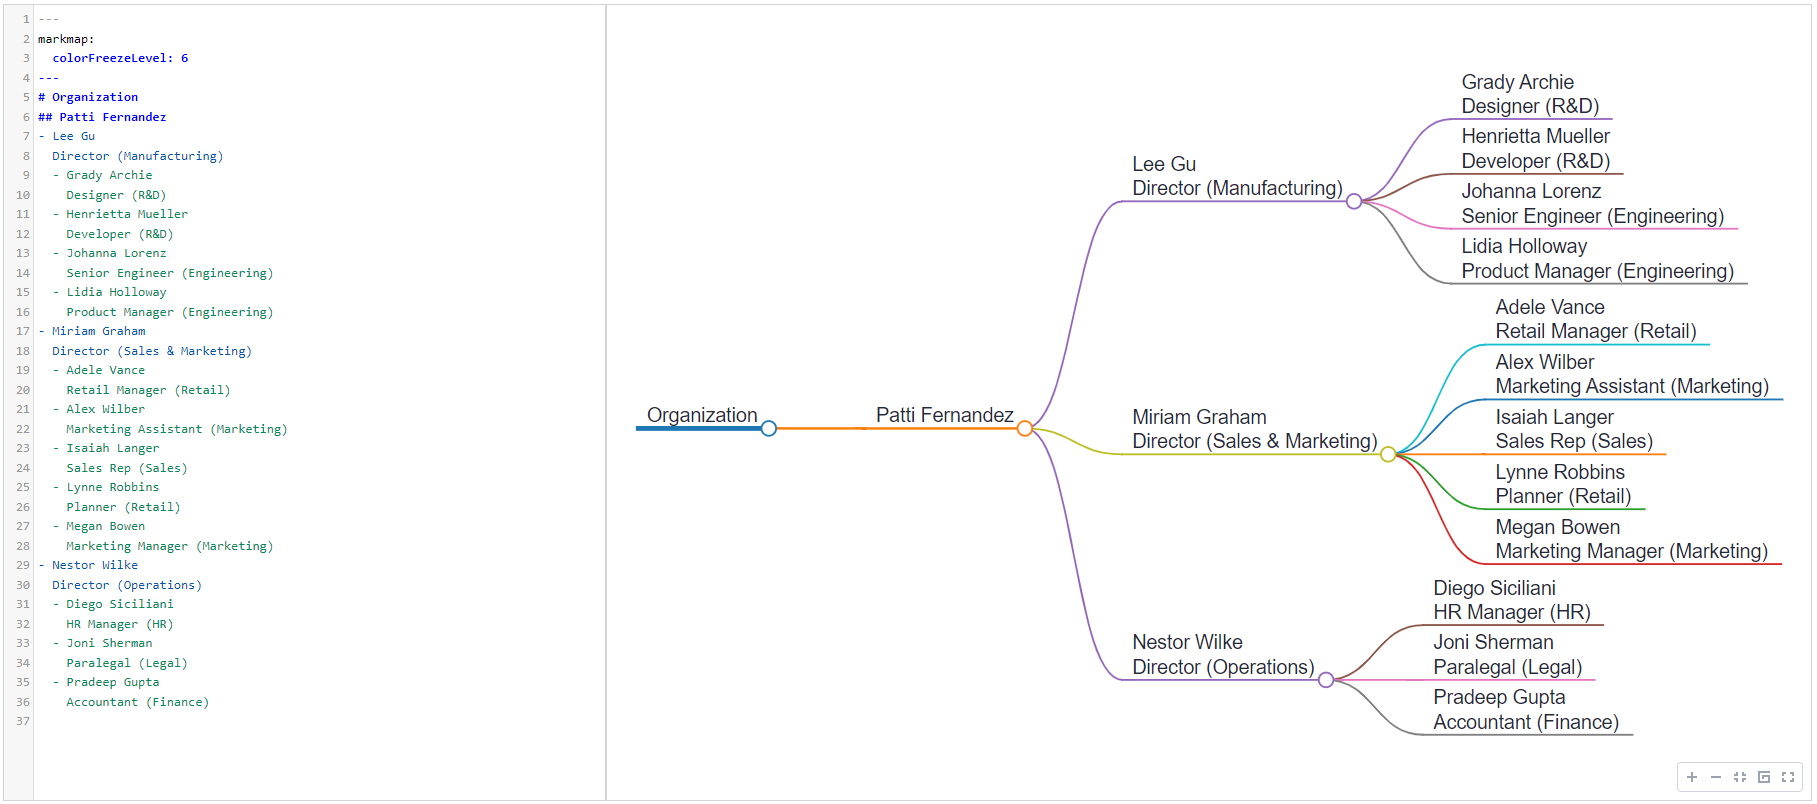 1 ---
2 markmap:
3   colorFreezeLevel: 6
4 ---
5 # Organization
6 ## Patti Fernandez
7 - Lee Gu
8   Director (Manufacturing)
9   - Grady Archie
10     Designer (R&D)
11   - Henrietta Mueller
12     Developer (R&D)
13   - Johanna Lorenz
14     Senior Engineer (Engineering)
15   - Lidia Holloway
16     Product Manager (Engineering)
17 - Miriam Graham
18   Director (Sales & Marketing)
19   - Adele Vance
20     Retail Manager (Retail)
21   - Alex Wilber
22     Marketing Assistant (Marketing)
23   - Isaiah Langer
24     Sales Rep (Sales)
25   - Lynne Robbins
26     Planner (Retail)
27   - Megan Bowen
28     Marketing Manager (Marketing)
29 - Nestor Wilke
30   Director (Operations)
31   - Diego Siciliani
32     HR Manager (HR)
33   - Joni Sherman
34     Paralegal (Legal)
35   - Pradeep Gupta
36     Accountant (Finance)
37
Organization
Patti Fernandez
Lee Gu
Director (Manufacturing)
Grady Archie
Designer (R&D)
Henrietta Mueller
Developer (R&D)
Johanna Lorenz
Senior Engineer (Engineering)
Lidia Holloway
Product Manager (Engineering)
Miriam Graham
Director (Sales & Marketing)
Adele Vance
Retail Manager (Retail)
Alex Wilber
Marketing Assistant (Marketing)
Isaiah Langer
Sales Rep (Sales)
Lynne Robbins
Planner (Retail)
Megan Bowen
Marketing Manager (Marketing)
Nestor Wilke
Director (Operations)
Diego Siciliani
HR Manager (HR)
Joni Sherman
Paralegal (Legal)
Pradeep Gupta
Accountant (Finance)